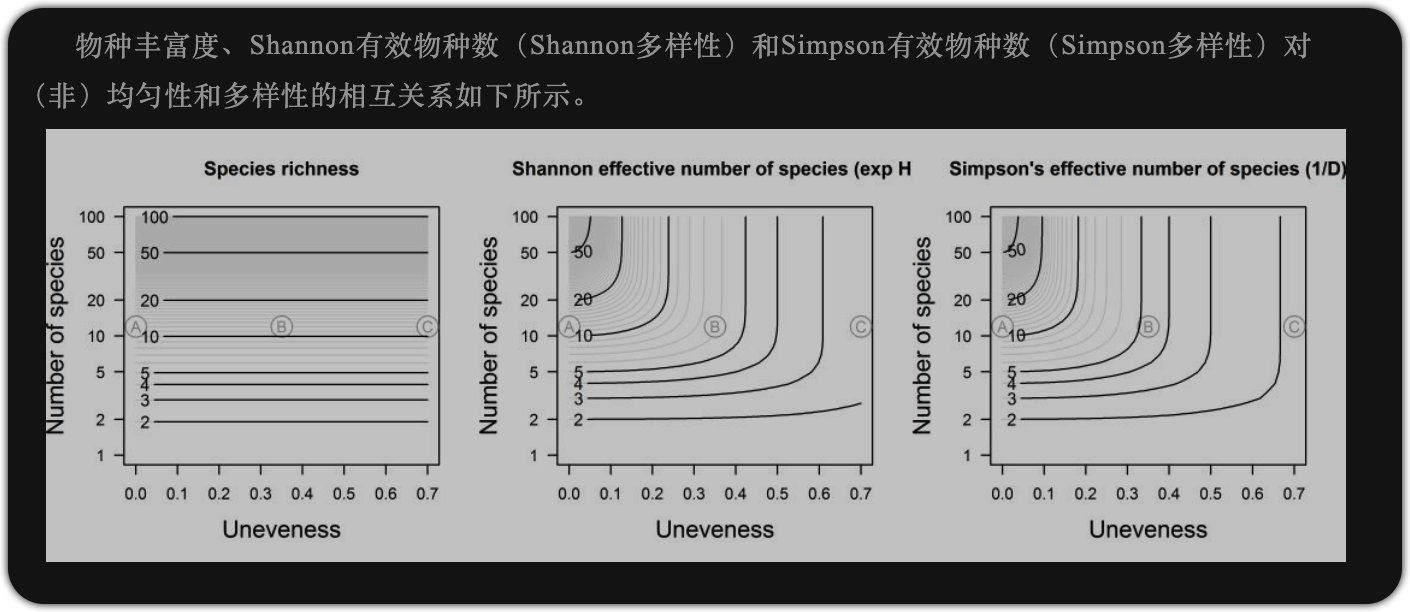 物种丰富度、Shannon有效物种数（Shannon多样性）和Simpson有效物种数（Simpson多样性）对
（非）均匀性和多样性的相互关系如下所示。
Species richness
Number of species
100
50
20
10
5
2
1
100
50
20
10
5
4
3
2
A
B
C
0.0 0.1 0.2 0.3 0.4 0.5 0.6 0.7
Uneveness
Shannon effective number of species (exp H
Number of species
100
50
20
10
5
2
1
50
20
10
5
4
3
2
A
B
C
0.0 0.1 0.2 0.3 0.4 0.5 0.6 0.7
Uneveness
Simpson's effective number of species (1/D)
Number of species
100
50
20
10
5
2
1
50
20
10
5
4
3
2
A
B
C
0.0 0.1 0.2 0.3 0.4 0.5 0.6 0.7
Uneveness